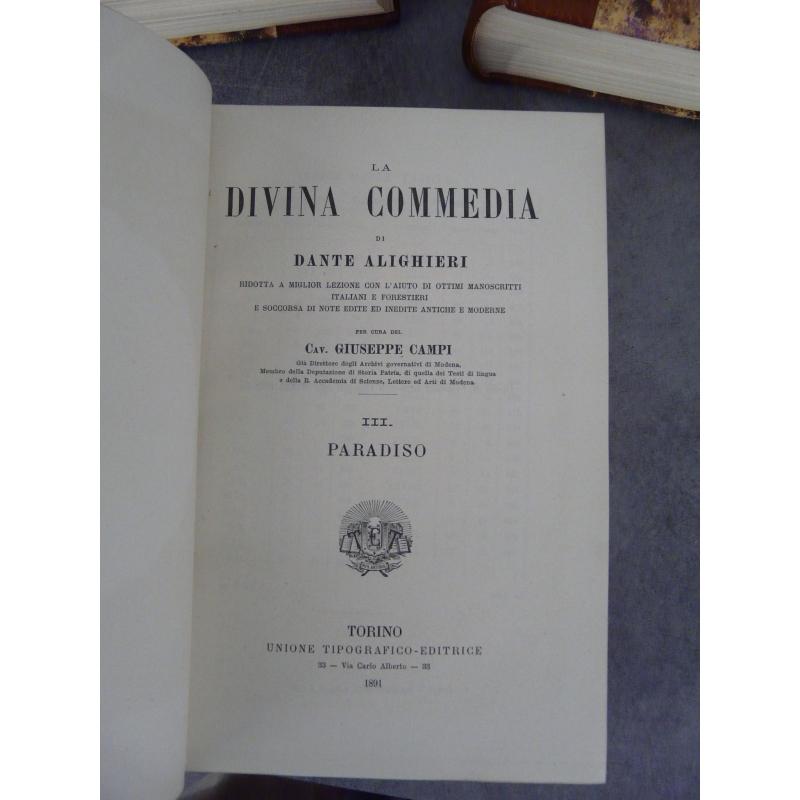 LA
DIVINA COMMEDIA
DI
DANTE ALIGHIERI
RIDOTTA A MIGLIOR LEZIONE CON L'AIUTO DI OTTIMI MANOSCRITTI
ITALIANI E FORESTIERI
E SOCCORSA DI NOTE EDITE ED INEDITE ANTICHE E MODERNE
PER CURA DEL
CAV. GIUSEPPE CAMPI
Già Direttore degli Archivi governativi di Modena,
Membro della Deputazione di Storia Patria, di quella dei Testi di lingua
e della R. Accademia di Scienze, Lettere ed Arti di Modena
III.
PARADISO
TORINO
UNIONE TIPOGRAFICO-EDITRICE
33 — Via Carlo Alberto — 33
1891